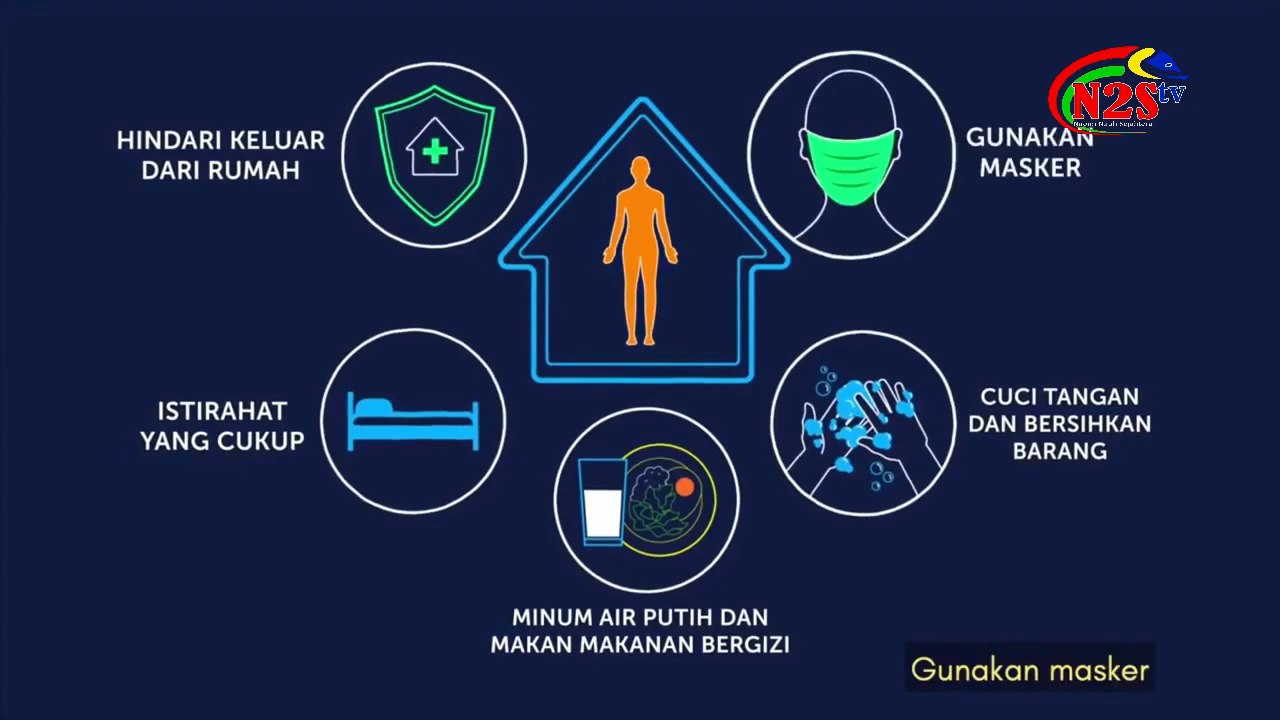 HINDARI KELUAR
DARI RUMAH
N2Stv
GUNAKAN
MASKER
ISTIRAHAT
YANG CUKUP
CUCI TANGAN
DAN BERSIHKAN
BARANG
MINUM AIR PUTIH DAN
MAKAN MAKANAN BERGIZI
Gunakan masker